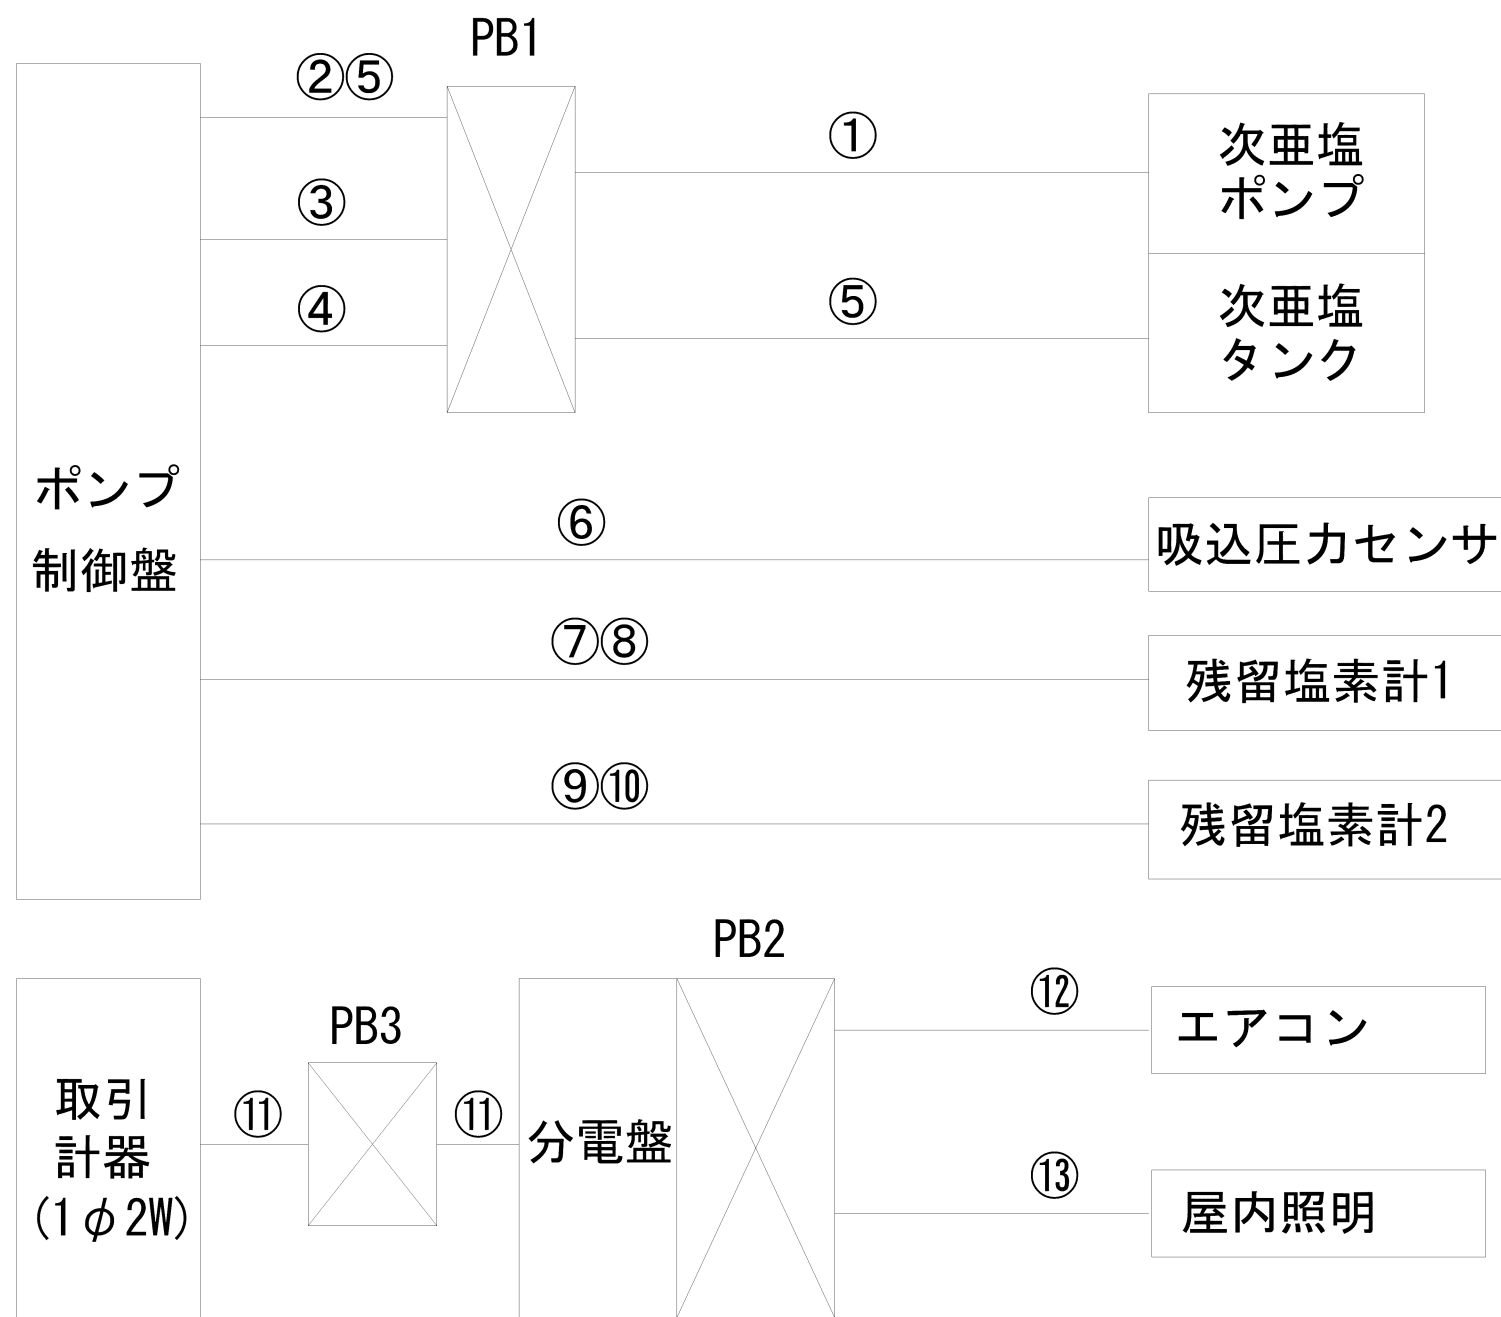 PB1
②⑤
①
次亜塩
ポンプ
③
④
⑤
次亜塩
タンク
ポンプ
制御盤
⑥
吸込圧力センサ
⑦⑧
残留塩素計1
⑨⑩
残留塩素計2
PB2
PB3
⑫
エアコン
取引
計器
(1φ2W)
⑪
⑪
分電盤
⑬
屋内照明